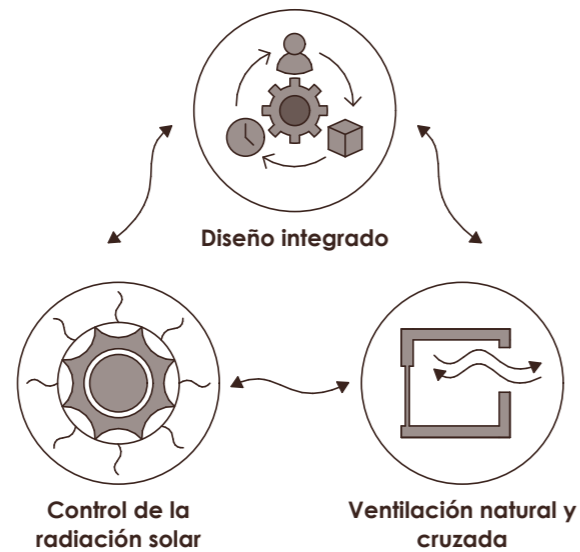 Diseño integrado
Control de la
radiación solar
Ventilación natural y
cruzada